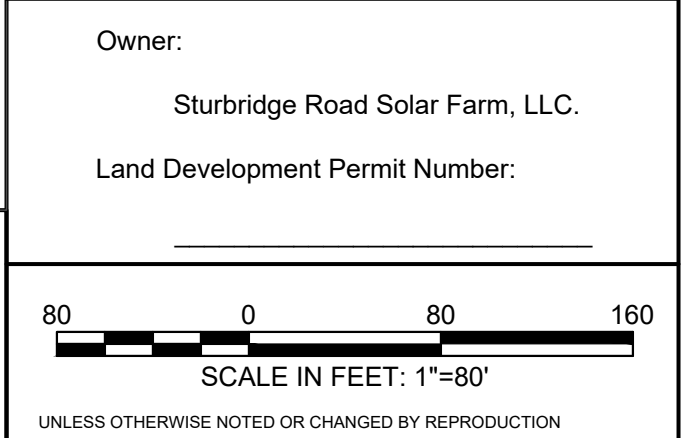 Owner:
Sturbridge Road Solar Farm, LLC.
Land Development Permit Number:
80 0 80 160
SCALE IN FEET: 1"=80'
UNLESS OTHERWISE NOTED OR CHANGED BY REPRODUCTION